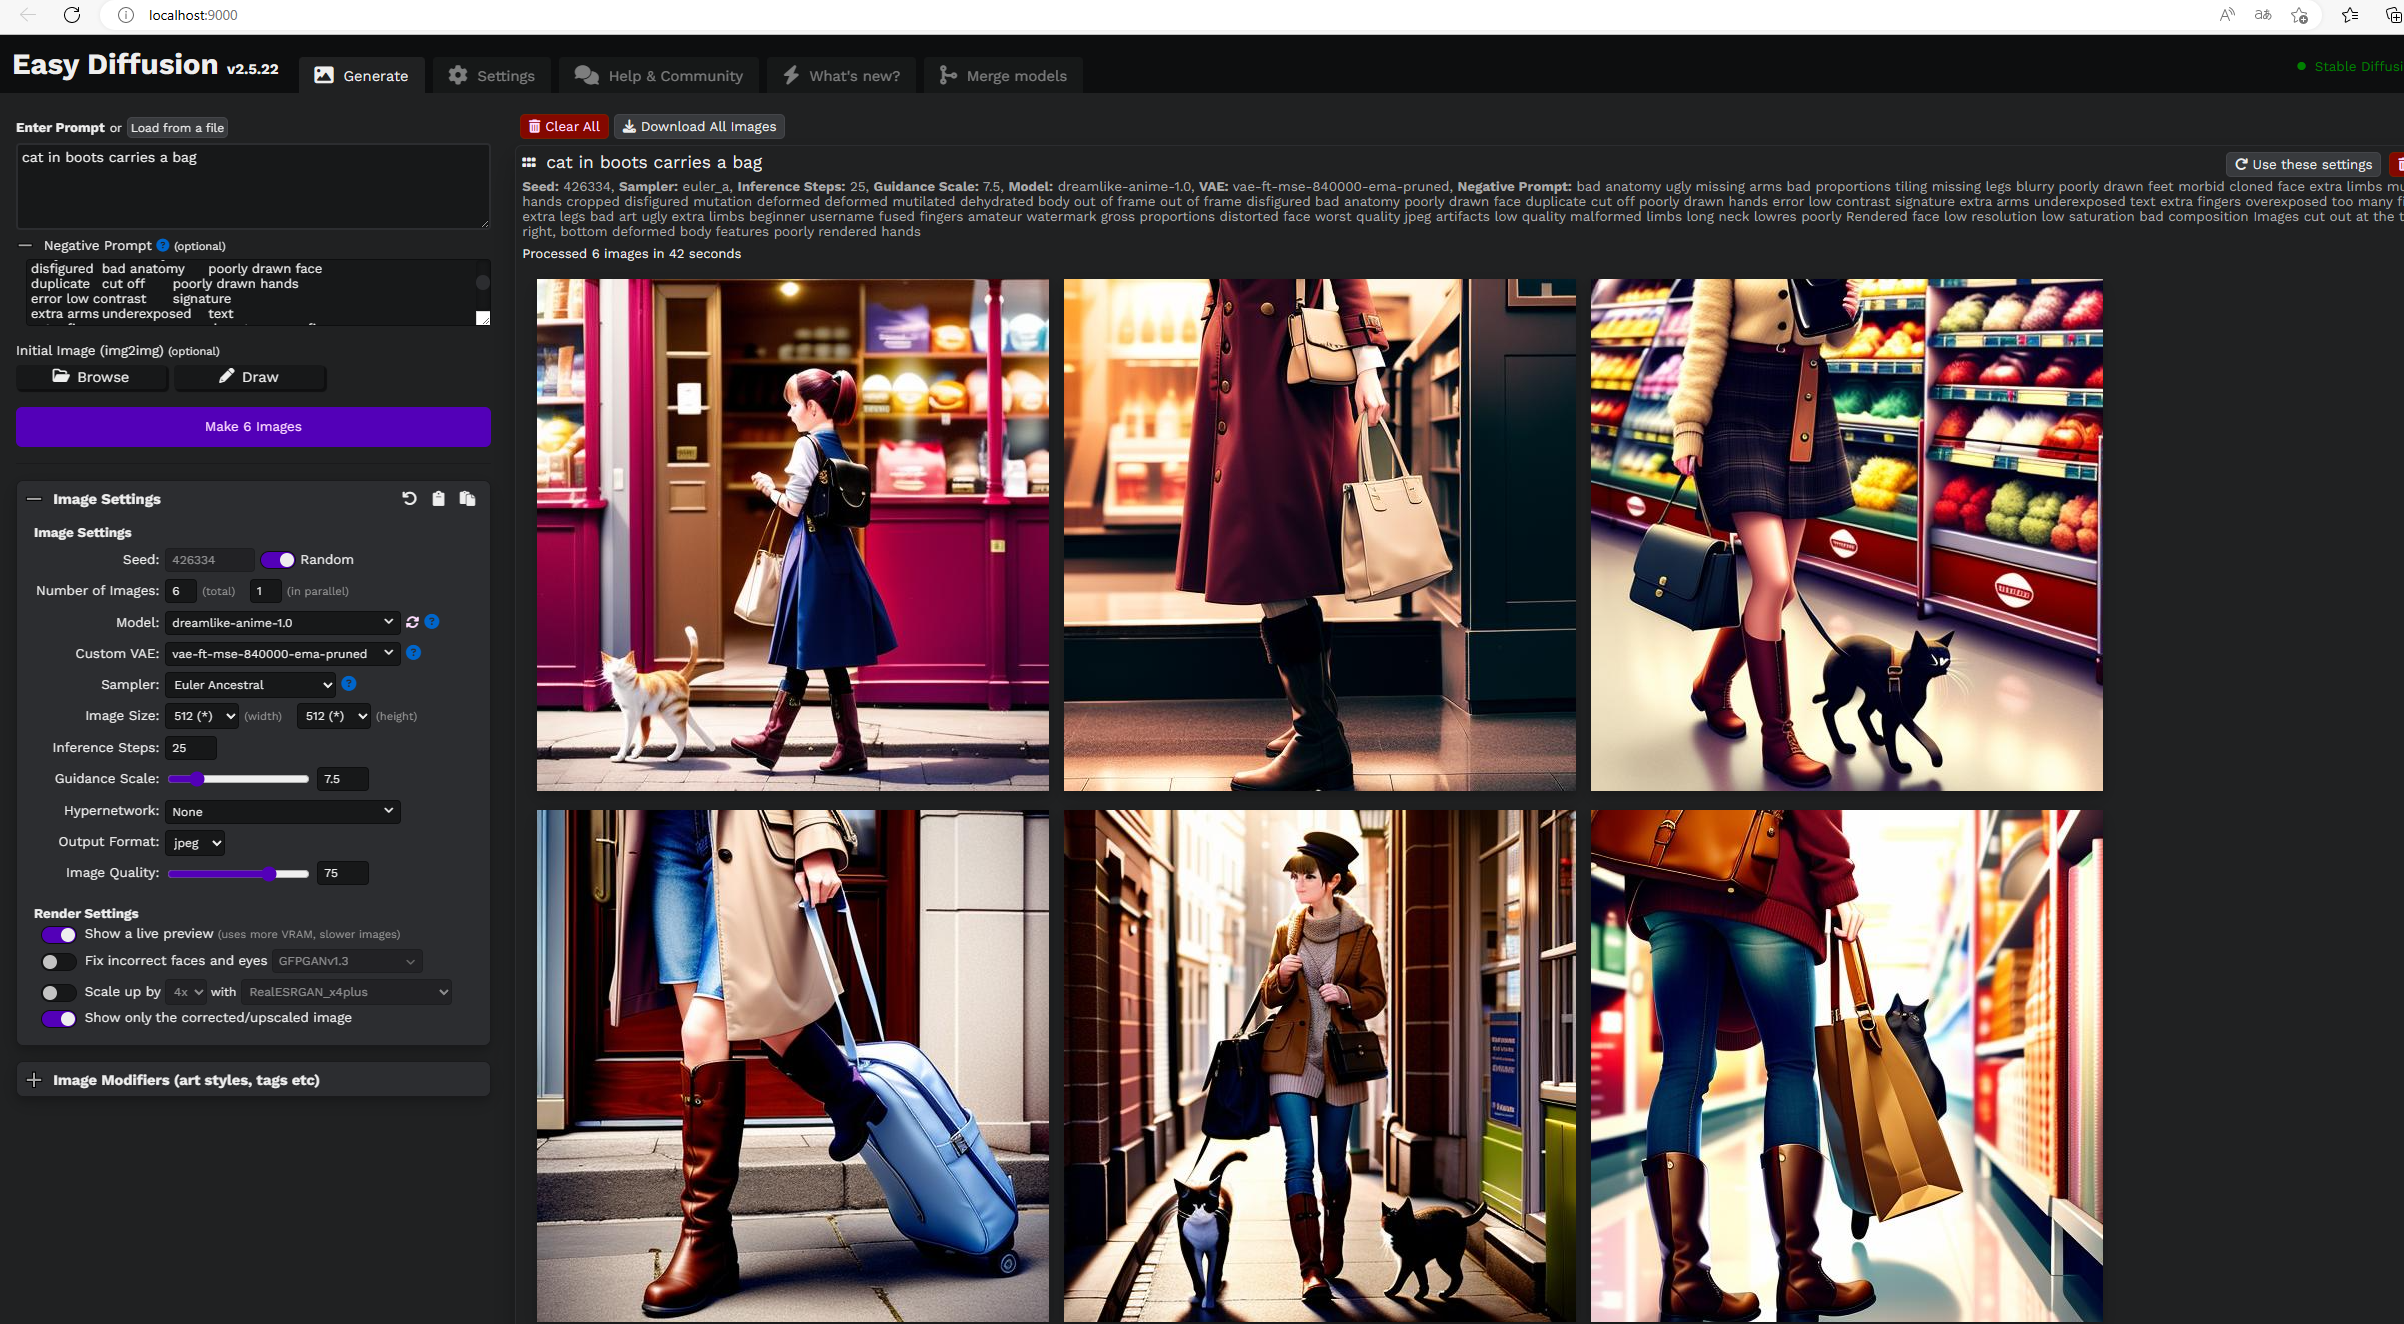 localhost:9000
Easy Diffusion v2.5.22
Generate
Settings
Help & Community
What's new?
Merge models
Stable Diffusi
Enter Prompt or Load from a file
cat in boots carries a bag
Negative Prompt ? (optional)
disfigured bad anatomy poorly drawn face
duplicate cut off poorly drawn hands
error low contrast signature
extra arms underexposed text
Initial Image (img2img) (optional)
Browse
Draw
Make 6 Images
Image Settings
Image Settings
Seed: 426334 Random
Number of Images: 6 (total) 1 (in parallel)
Model: dreamlike-anime-1.0 ?
Custom VAE: vae-ft-mse-840000-ema-pruned ?
Sampler: Euler Ancestral ?
Image Size: 512 (*) (width) 512 (*) (height)
Inference Steps: 25
Guidance Scale: 7.5
Hypernetwork: None
Output Format: jpeg
Image Quality: 75
Render Settings
Show a live preview (uses more VRAM, slower images)
Fix incorrect faces and eyes GFPGANv1.3
Scale up by 4x with RealESRGAN_x4plus
Show only the corrected/upscaled image
Image Modifiers (art styles, tags etc)
Clear All
Download All Images
cat in boots carries a bag
Use these settings
Seed: 426334, Sampler: euler_a, Inference Steps: 25, Guidance Scale: 7.5, Model: dreamlike-anime-1.0, VAE: vae-ft-mse-840000-ema-pruned, Negative Prompt: bad anatomy ugly missing arms bad proportions tiling missing legs blurry poorly drawn feet morbid cloned face extra limbs mu
hands cropped disfigured mutation deformed deformed mutilated dehydrated body out of frame out of frame disfigured bad anatomy poorly drawn face duplicate cut off poorly drawn hands error low contrast signature extra arms underexposed text extra fingers overexposed too many fi
extra legs bad art ugly extra limbs beginner username fused fingers amateur watermark gross proportions distorted face worst quality jpeg artifacts low quality malformed limbs long neck lowres poorly Rendered face low resolution low saturation bad composition Images cut out at the t
right, bottom deformed body features poorly rendered hands
Processed 6 images in 42 seconds